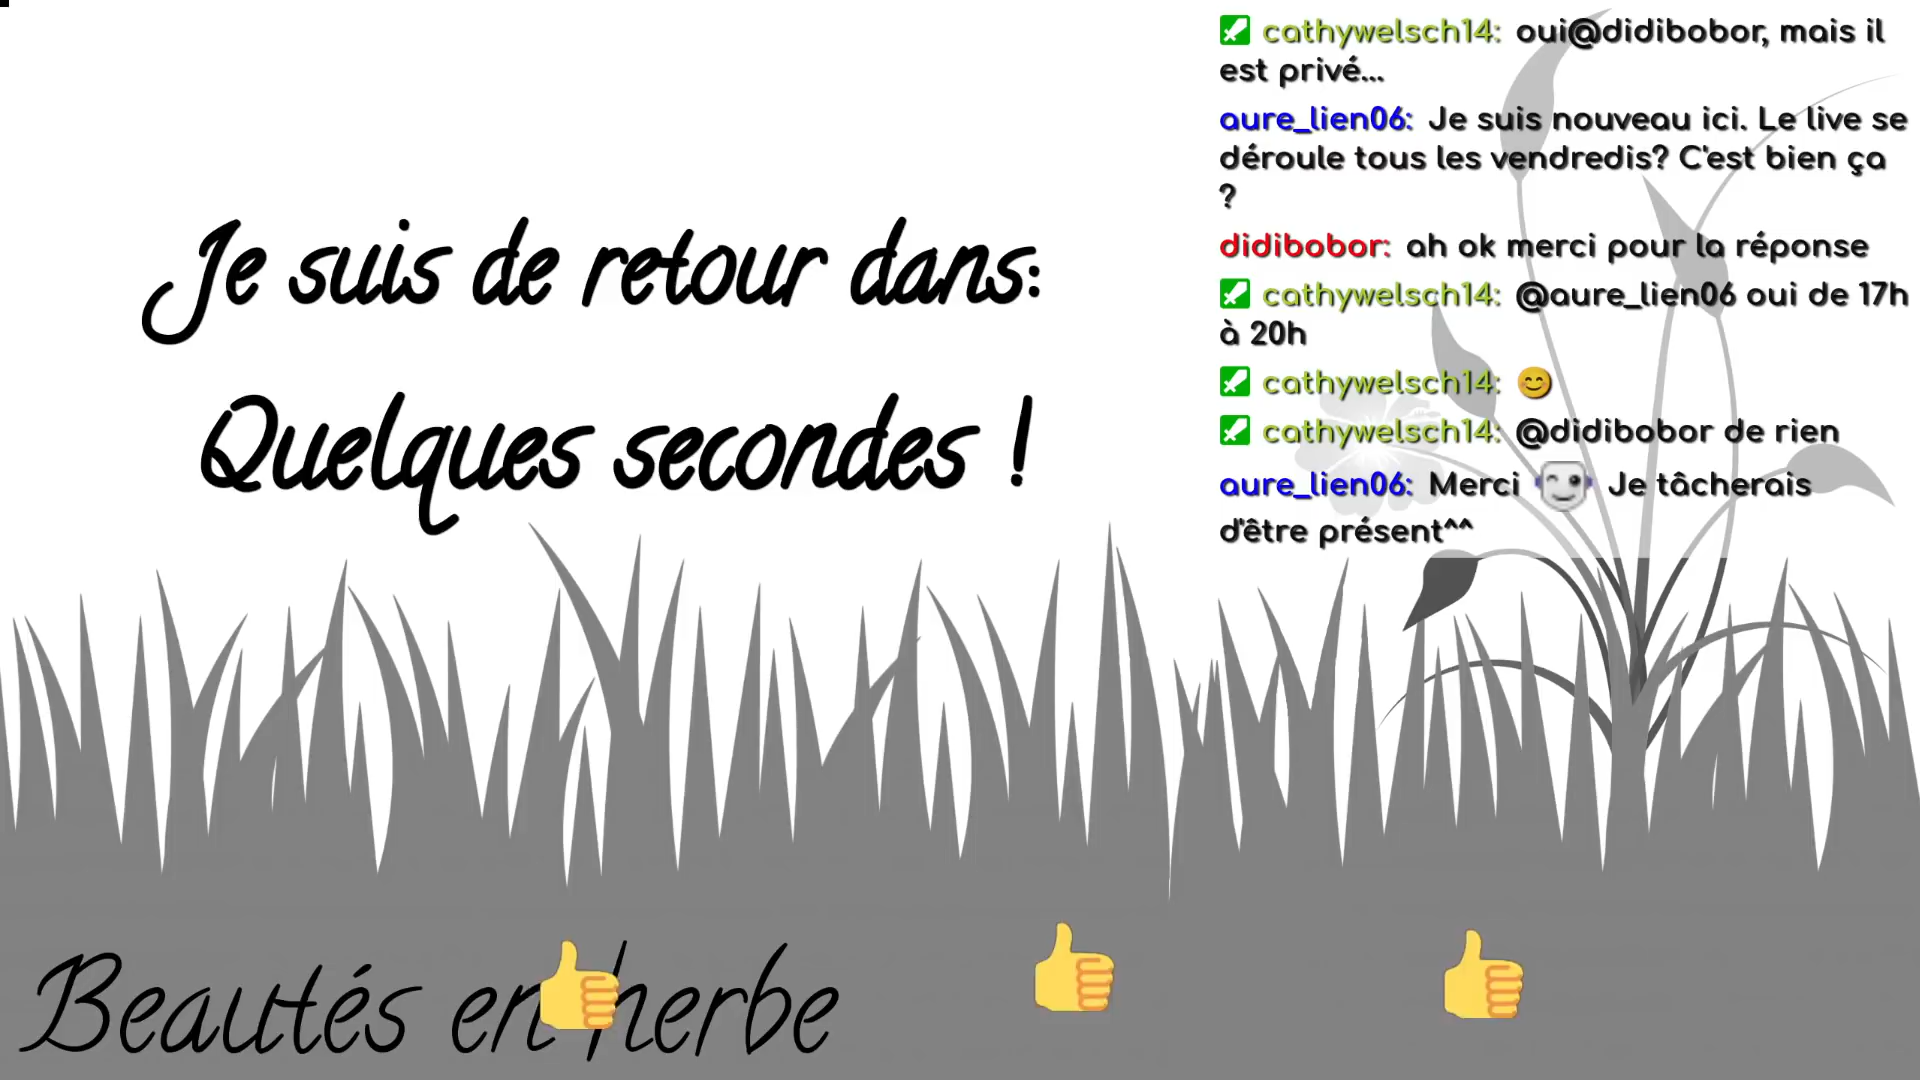 Je suis de retour dans:
Quelques secondes !
cathywelsch14: oui@didibobor, mais il
est privé...
aure_lien06: Je suis nouveau ici. Le live se
déroule tous les vendredis? C'est bien ça
?
didibobor: ah ok merci pour la réponse
cathywelsch14: @aure_lien06 oui de 17h
à 20h
cathywelsch14: 😊
cathywelsch14: @didibobor de rien
aure_lien06: Merci Je tâcherais
d'être présent^^
Beautés en herbe